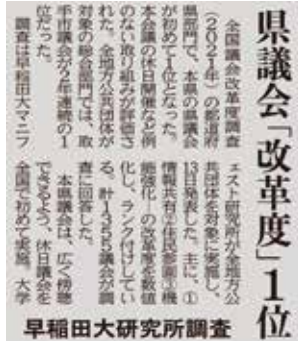 県議会「改革度」1位
早稲田大研究所調査
全国議会改革度調査
（2021年）の都道府
県部門で、本県の県議会
が初めて1位となった。
本会議の休日開催など例
のない取り組みが評価さ
れた。全地方公共団体が
対象の総合部門では、取
手市議会が2年連続の1
位だった。
調査は早稲田大マニフ
ェスト研究所が全地方公
共団体を対象に実施し、
13日発表した。主に、①
情報共有②住民参画③機
能強化―の改革度を数値
化し、ランク付けしてい
る。計1355議会が調
査に回答した。
本県議会は、広く傍聴
できるよう、休日議会を
全国で初めて実施。大学